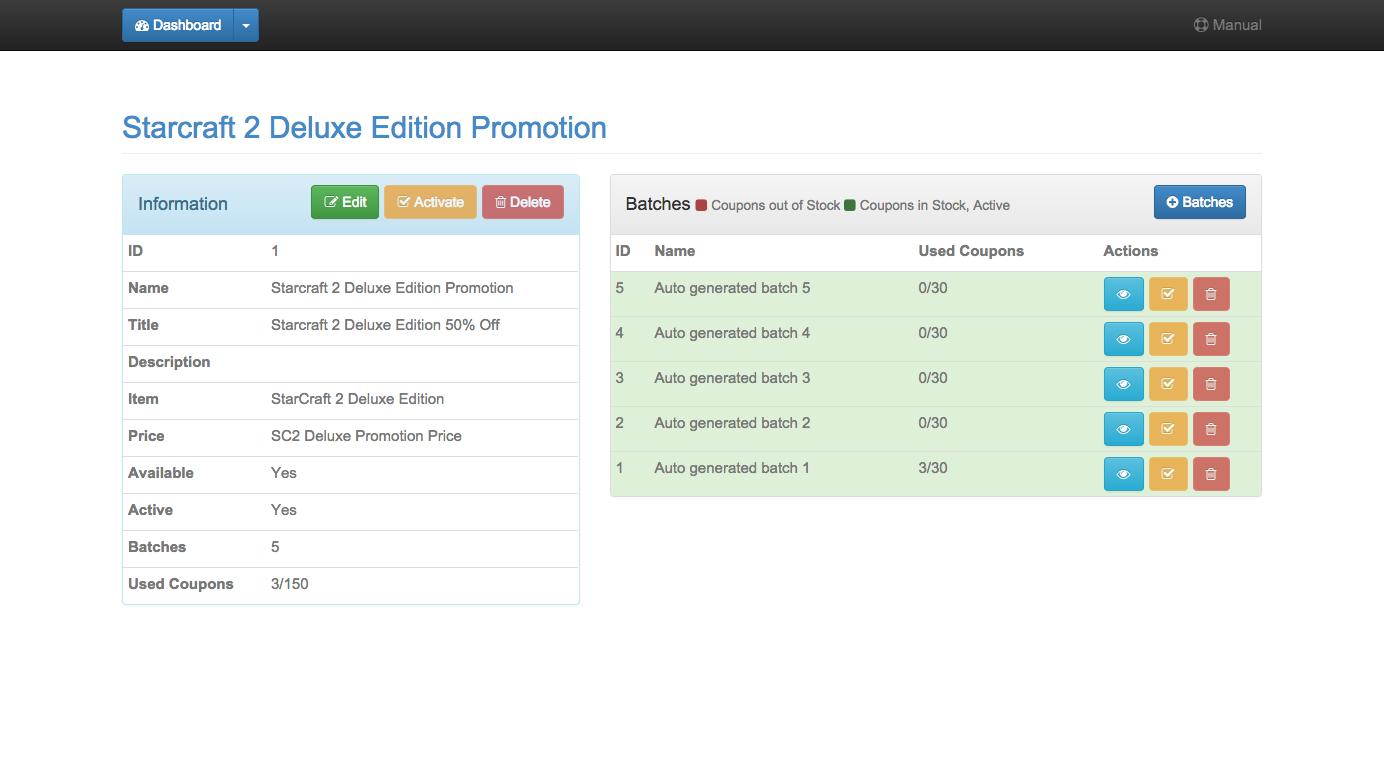 Dashboard Manual
Starcraft 2 Deluxe Edition Promotion
Information Edit Activate Delete
ID 1
Name Starcraft 2 Deluxe Edition Promotion
Title Starcraft 2 Deluxe Edition 50% Off
Description
Item StarCraft 2 Deluxe Edition
Price SC2 Deluxe Promotion Price
Available Yes
Active Yes
Batches 5
Used Coupons 3/150
Batches Coupons out of Stock Coupons in Stock, Active Batches
ID Name Used Coupons Actions
5 Auto generated batch 5 0/30
4 Auto generated batch 4 0/30
3 Auto generated batch 3 0/30
2 Auto generated batch 2 0/30
1 Auto generated batch 1 3/30